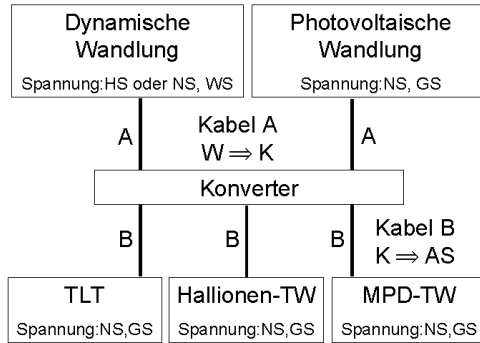 Dynamische
Wandlung
Spannung:HS oder NS, WS
Photovoltaische
Wandlung
Spannung:NS, GS
A
Kabel A
W ⇒ K
A
Konverter
B
B
B
Kabel B
K ⇒ AS
TLT
Spannung:NS,GS
Hallionen-TW
Spannung:NS,GS
MPD-TW
Spannung:NS,GS